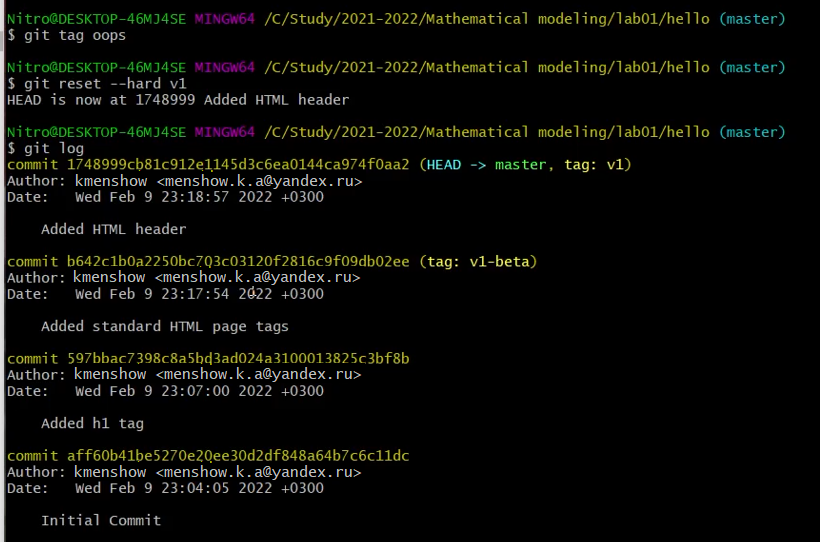 Nitro@DESKTOP-46MJ4SE MINGW64 /C/Study/2021-2022/Mathematical modeling/lab01/hello (master)
$ git tag oops
Nitro@DESKTOP-46MJ4SE MINGW64 /C/Study/2021-2022/Mathematical modeling/lab01/hello (master)
$ git reset --hard v1
HEAD is now at 1748999 Added HTML header
Nitro@DESKTOP-46MJ4SE MINGW64 /C/Study/2021-2022/Mathematical modeling/lab01/hello (master)
$ git log
commit 1748999cb81c912e1145d3c6ea0144ca974f0aa2 (HEAD -> master, tag: v1)
Author: kmenshow <menshow.k.a@yandex.ru>
Date:   Wed Feb 9 23:18:57 2022 +0300
Added HTML header
commit b642c1b0a2250bc703c03120f2816c9f09db02ee (tag: v1-beta)
Author: kmenshow <menshow.k.a@yandex.ru>
Date:   Wed Feb 9 23:17:54 2022 +0300
Added standard HTML page tags
commit 597bbac7398c8a5bd3ad024a3100013825c3bf8b
Author: kmenshow <menshow.k.a@yandex.ru>
Date:   Wed Feb 9 23:07:00 2022 +0300
Added h1 tag
commit aff60b41be5270e20ee30d2df848a64b7c6c11dc
Author: kmenshow <menshow.k.a@yandex.ru>
Date:   Wed Feb 9 23:04:05 2022 +0300
Initial Commit